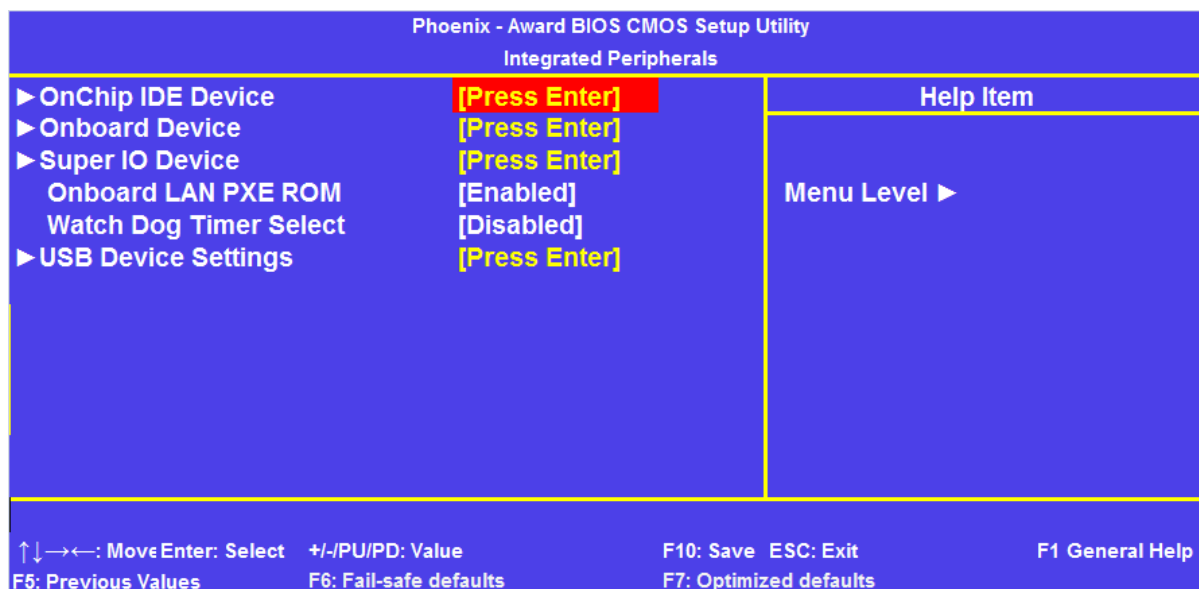 Phoenix - Award BIOS CMOS Setup Utility
Integrated Peripherals
►OnChip IDE Device [Press Enter] Help Item
►Onboard Device [Press Enter]
►Super IO Device [Press Enter]
Onboard LAN PXE ROM [Enabled] Menu Level ►
Watch Dog Timer Select [Disabled]
►USB Device Settings [Press Enter]
↑↓→←: Move Enter: Select +/-/PU/PD: Value F10: Save ESC: Exit F1 General Help
F5: Previous Values F6: Fail-safe defaults F7: Optimized defaults